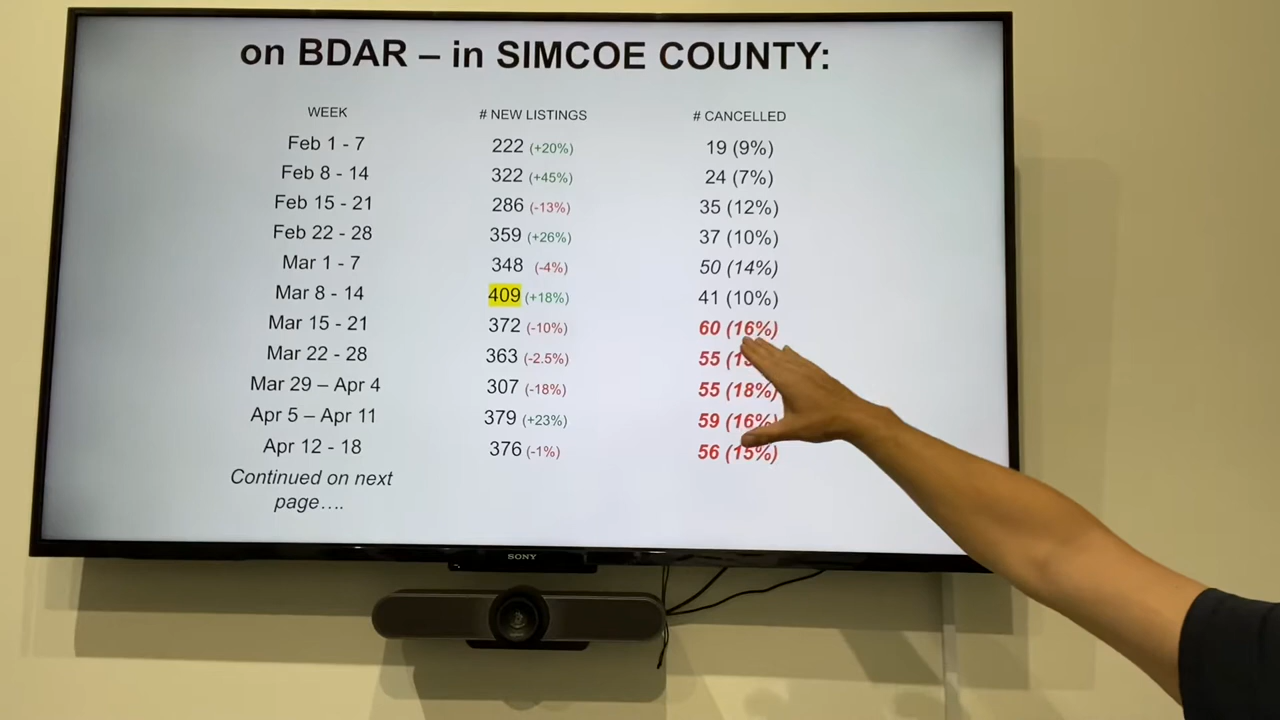 on BDAR – in SIMCOE COUNTY:
WEEK # NEW LISTINGS # CANCELLED
Feb 1 - 7 222 (+20%) 19 (9%)
Feb 8 - 14 322 (+45%) 24 (7%)
Feb 15 - 21 286 (-13%) 35 (12%)
Feb 22 - 28 359 (+26%) 37 (10%)
Mar 1 - 7 348 (-4%) 50 (14%)
Mar 8 - 14 409 (+18%) 41 (10%)
Mar 15 - 21 372 (-10%) 60 (16%)
Mar 22 - 28 363 (-2.5%) 55
Mar 29 – Apr 4 307 (-18%) 55 (18%)
Apr 5 – Apr 11 379 (+23%) 59 (16%)
Apr 12 - 18 376 (-1%) 56 (15%)
Continued on next
page….
SONY